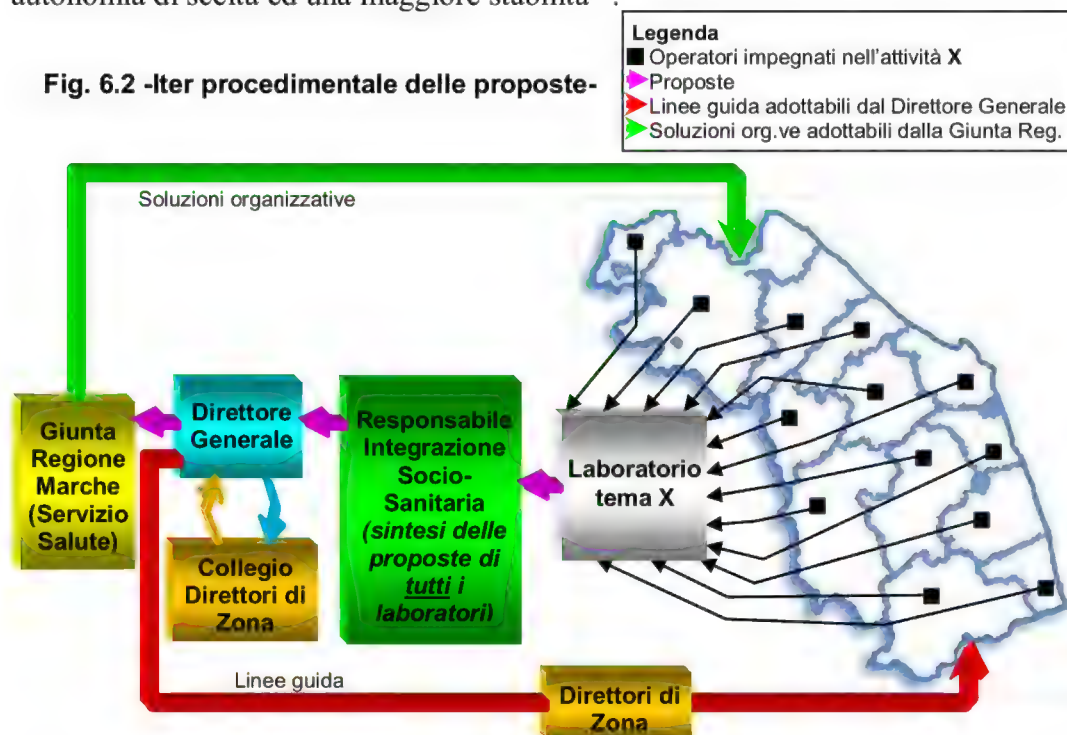 autonomia di scelta ed una maggiore stabilità
Legenda
Operatori impegnati nell'attività X
Proposte
Linee guida adottabili dal Direttore Generale
Soluzioni org.ve adottabili dalla Giunta Reg.
Fig. 6.2 -Iter procedimentale delle proposte-
Soluzioni organizzative
Giunta
Regione
Marche
(Servizio
Salute)
Direttore
Generale
Collegio
Direttori di
Zona
Responsabile
Integrazione
Socio-
Sanitaria
(sintesi delle
proposte di
tutti i
laboratori)
Laboratorio
tema X
Linee guida
Direttori di
Zona